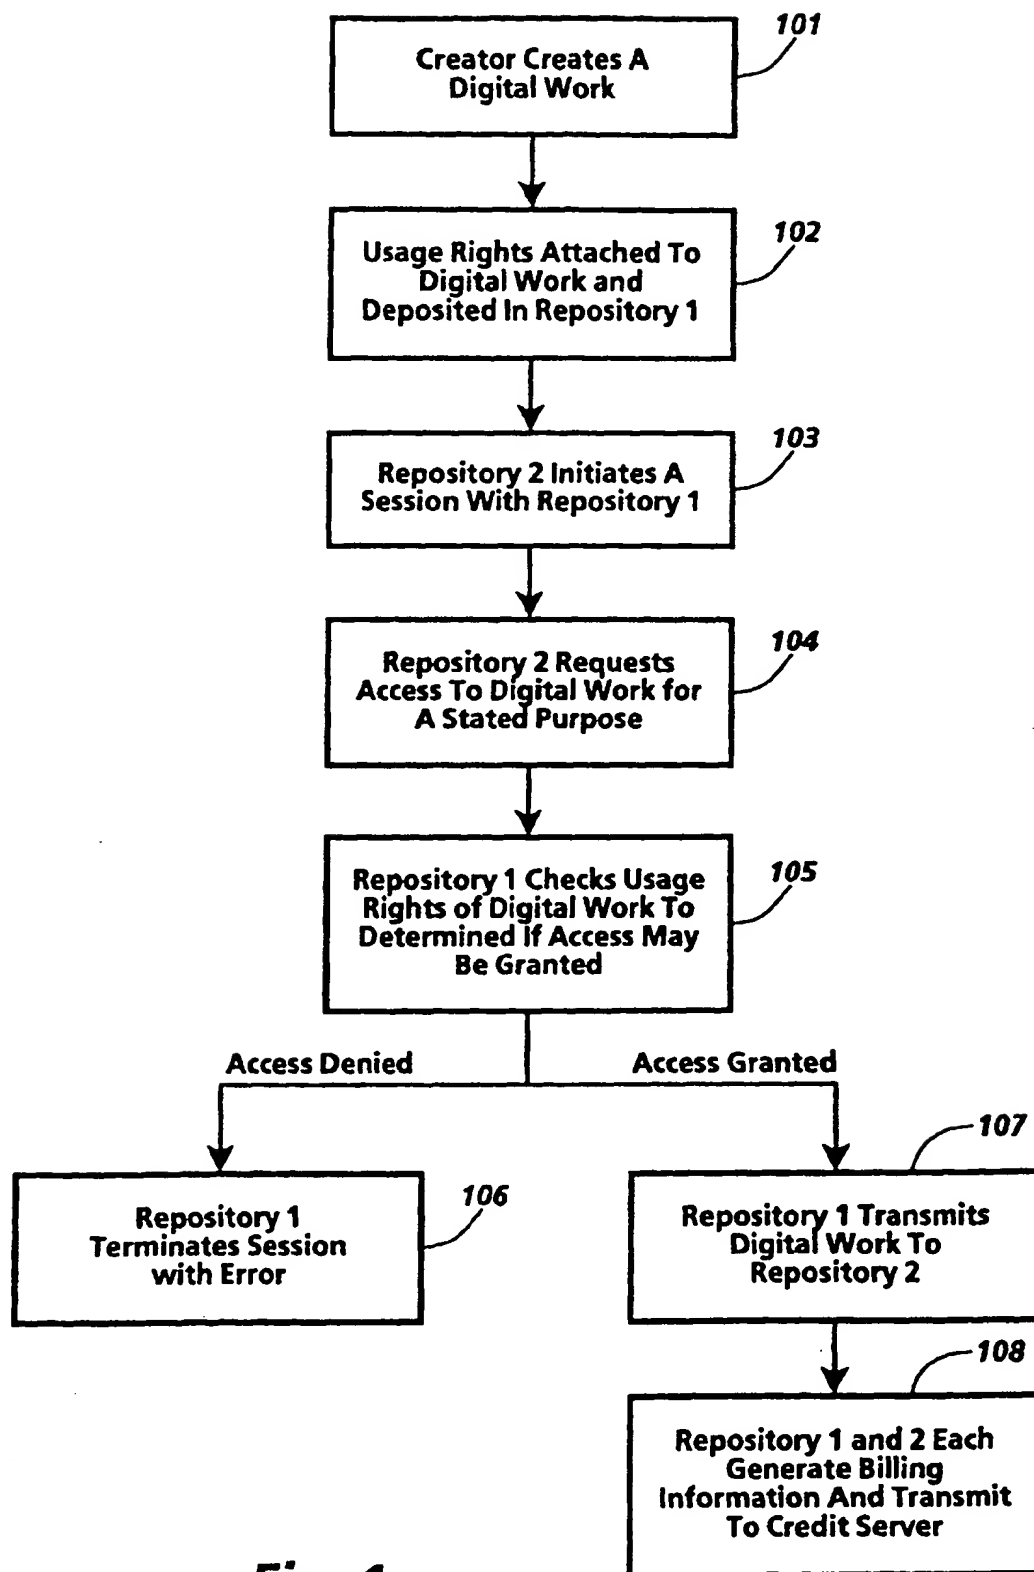 101
Creator Creates A
Digital Work
102
Usage Rights Attached To
Digital Work and
Deposited In Repository 1
103
Repository 2 Initiates A
Session With Repository 1
104
Repository 2 Requests
Access To Digital Work for
A Stated Purpose
105
Repository 1 Checks Usage
Rights of Digital Work To
Determined If Access May
Be Granted
Access Denied
Access Granted
106
Repository 1
Terminates Session
with Error
107
Repository 1 Transmits
Digital Work To
Repository 2
108
Repository 1 and 2 Each
Generate Billing
Information And Transmit
To Credit Server